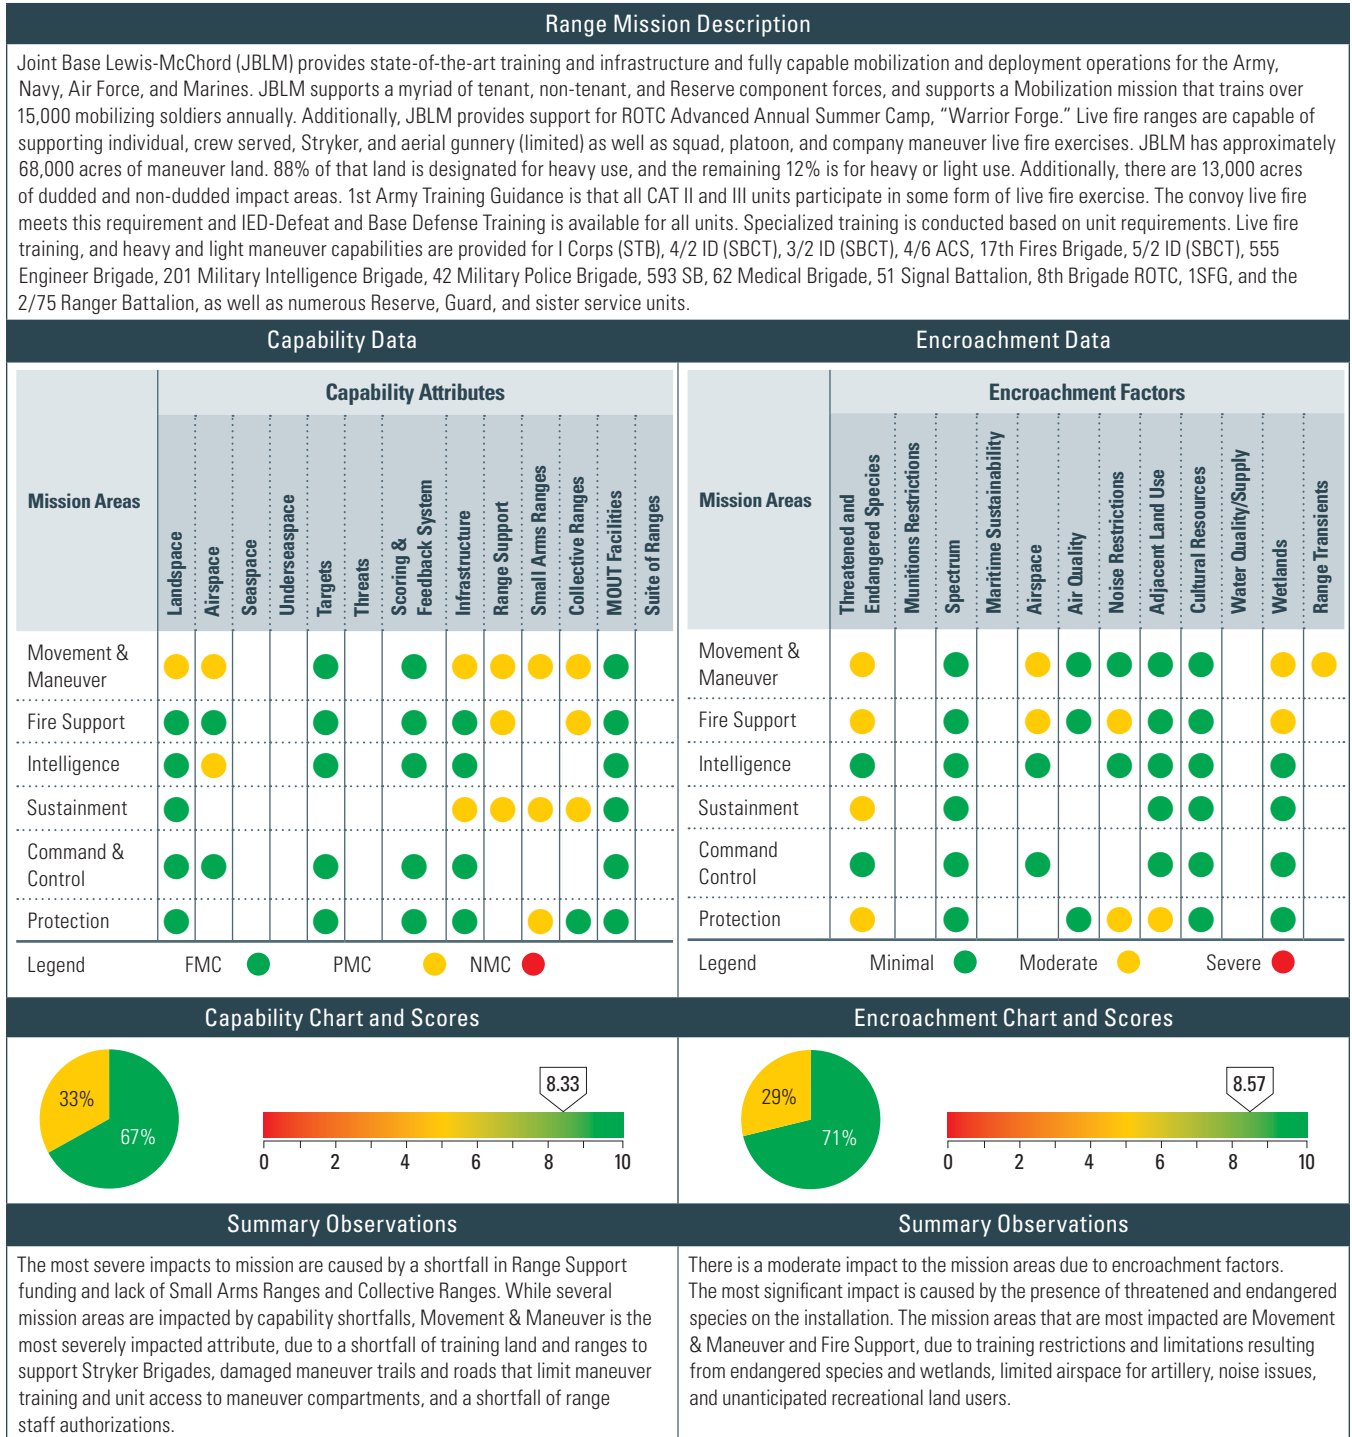 Range Mission Description
Joint Base Lewis-McChord (JBLM) provides state-of-the-art training and infrastructure and fully capable mobilization and deployment operations for the Army,
Navy, Air Force, and Marines. JBLM supports a myriad of tenant, non-tenant, and Reserve component forces, and supports a Mobilization mission that trains over
15,000 mobilizing soldiers annually. Additionally, JBLM provides support for ROTC Advanced Annual Summer Camp, “Warrior Forge.” Live fire ranges are capable of
supporting individual, crew served, Stryker, and aerial gunnery (limited) as well as squad, platoon, and company maneuver live fire exercises. JBLM has approximately
68,000 acres of maneuver land. 88% of that land is designated for heavy use, and the remaining 12% is for heavy or light use. Additionally, there are 13,000 acres
of dudded and non-dudded impact areas. 1st Army Training Guidance is that all CAT II and III units participate in some form of live fire exercise. The convoy live fire
meets this requirement and IED-Defeat and Base Defense Training is available for all units. Specialized training is conducted based on unit requirements. Live fire
training, and heavy and light maneuver capabilities are provided for I Corps (STB), 4/2 ID (SBCT), 3/2 ID (SBCT), 4/6 ACS, 17th Fires Brigade, 5/2 ID (SBCT), 555
Engineer Brigade, 201 Military Intelligence Brigade, 42 Military Police Brigade, 593 SB, 62 Medical Brigade, 51 Signal Battalion, 8th Brigade ROTC, 1SFG, and the
2/75 Ranger Battalion, as well as numerous Reserve, Guard, and sister service units.
Capability Data
Mission Areas
Capability Attributes
Landspace
Airspace
Seaspace
Underseaspace
Targets
Threats
Scoring &
Feedback System
Infrastructure
Range Support
Small Arms Ranges
Collective Ranges
MOUT Facilities
Suite of Ranges
Movement &
Maneuver
Fire Support
Intelligence
Sustainment
Command &
Control
Protection
Legend FMC PMC NMC
Encroachment Data
Mission Areas
Encroachment Factors
Threatened and
Endangered Species
Munitions Restrictions
Spectrum
Maritime Sustainability
Airspace
Air Quality
Noise Restrictions
Adjacent Land Use
Cultural Resources
Water Quality/Supply
Wetlands
Range Transients
Movement &
Maneuver
Fire Support
Intelligence
Sustainment
Command
Control
Protection
Legend Minimal Moderate Severe
Capability Chart and Scores
33%
67%
8.33
0 2 4 6 8 10
Encroachment Chart and Scores
29%
71%
8.57
0 2 4 6 8 10
Summary Observations
The most severe impacts to mission are caused by a shortfall in Range Support
funding and lack of Small Arms Ranges and Collective Ranges. While several
mission areas are impacted by capability shortfalls, Movement & Maneuver is the
most severely impacted attribute, due to a shortfall of training land and ranges to
support Stryker Brigades, damaged maneuver trails and roads that limit maneuver
training and unit access to maneuver compartments, and a shortfall of range
staff authorizations.
Summary Observations
There is a moderate impact to the mission areas due to encroachment factors.
The most significant impact is caused by the presence of threatened and endangered
species on the installation. The mission areas that are most impacted are Movement
& Maneuver and Fire Support, due to training restrictions and limitations resulting
from endangered species and wetlands, limited airspace for artillery, noise issues,
and unanticipated recreational land users.